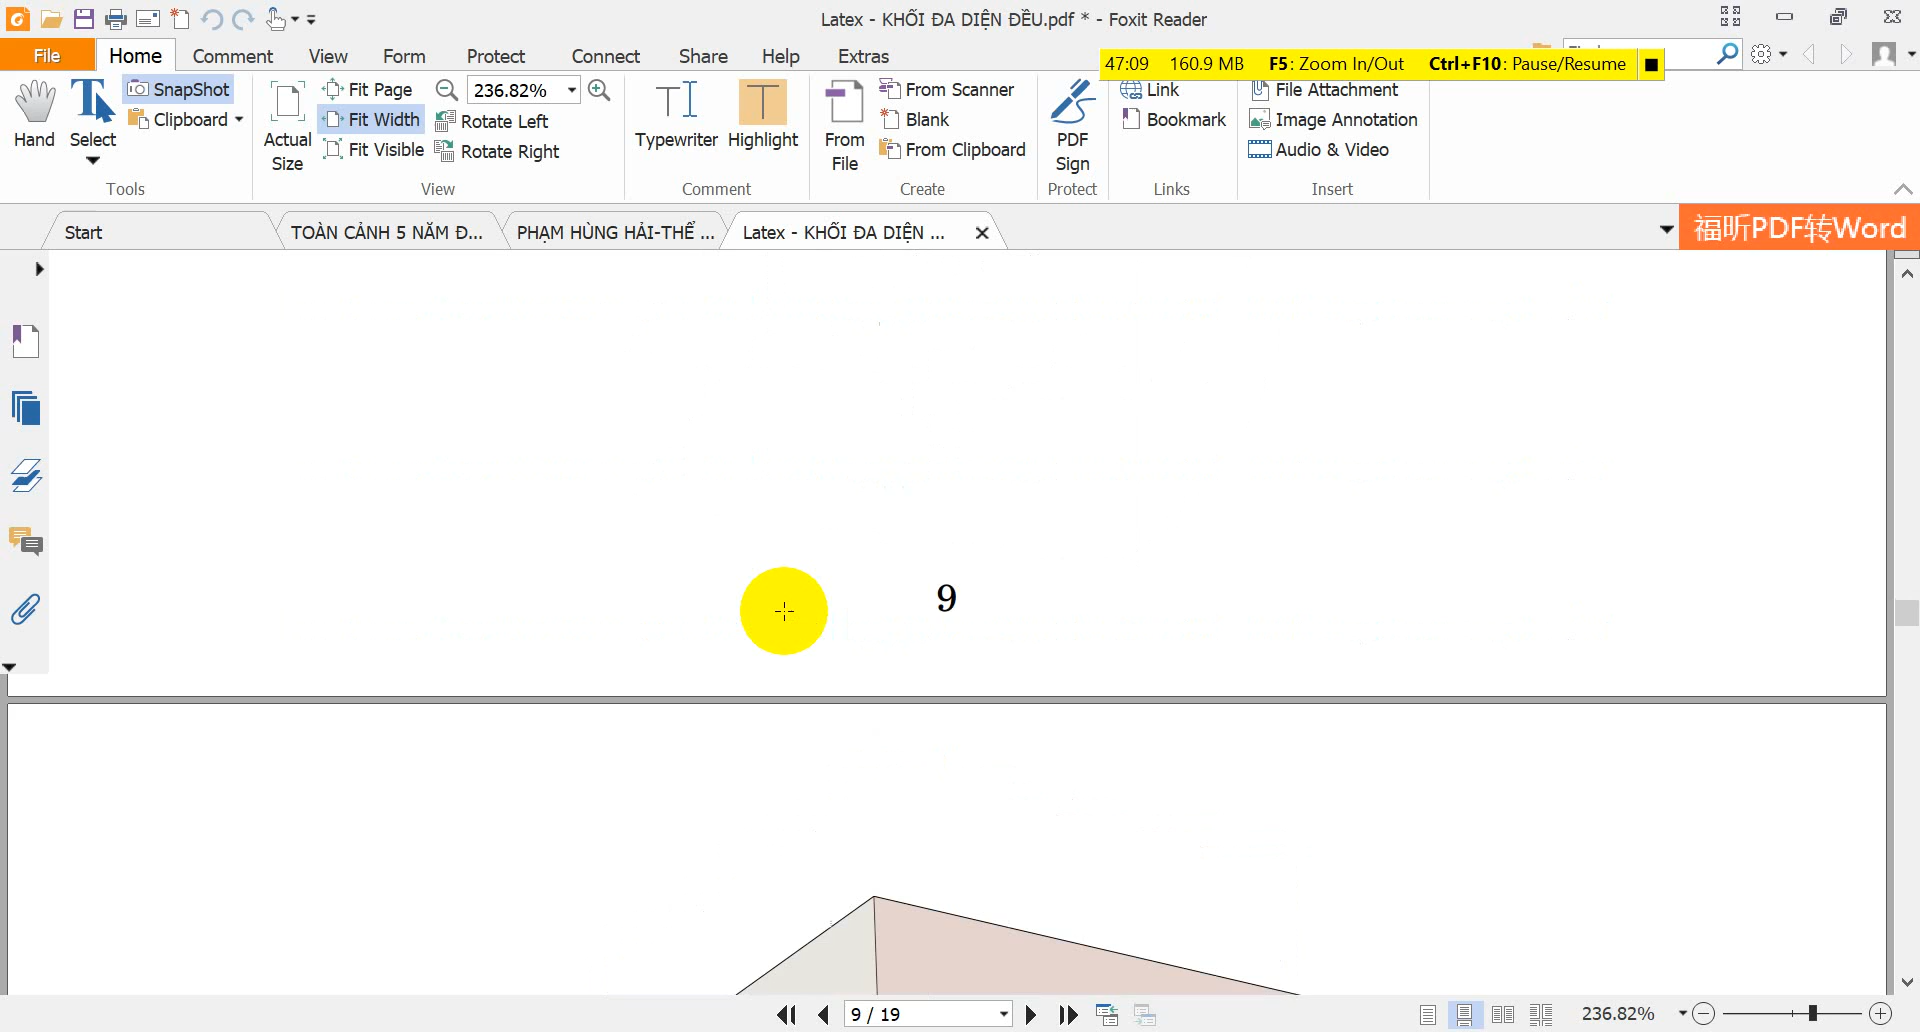 Latex - KHỐI ĐA DIỆN ĐỀU.pdf * - Foxit Reader
File Home Comment View Form Protect Connect Share Help Extras
47:09 160.9 MB F5: Zoom In/Out Ctrl+F10: Pause/Resume
Hand
Select
SnapShot
Clipboard
Tools
Actual Size
Fit Page
Fit Width
Fit Visible
236.82%
Rotate Left
Rotate Right
View
Typewriter
Highlight
Comment
From File
From Scanner
Blank
From Clipboard
Create
PDF Sign
Protect
Link
Bookmark
Links
File Attachment
Image Annotation
Audio & Video
Insert
Start
TOÀN CẢNH 5 NĂM Đ...
PHẠM HÙNG HẢI-THỂ ...
Latex - KHỐI ĐA DIỆN ...
福昕PDF转Word
9
9 / 19
236.82%